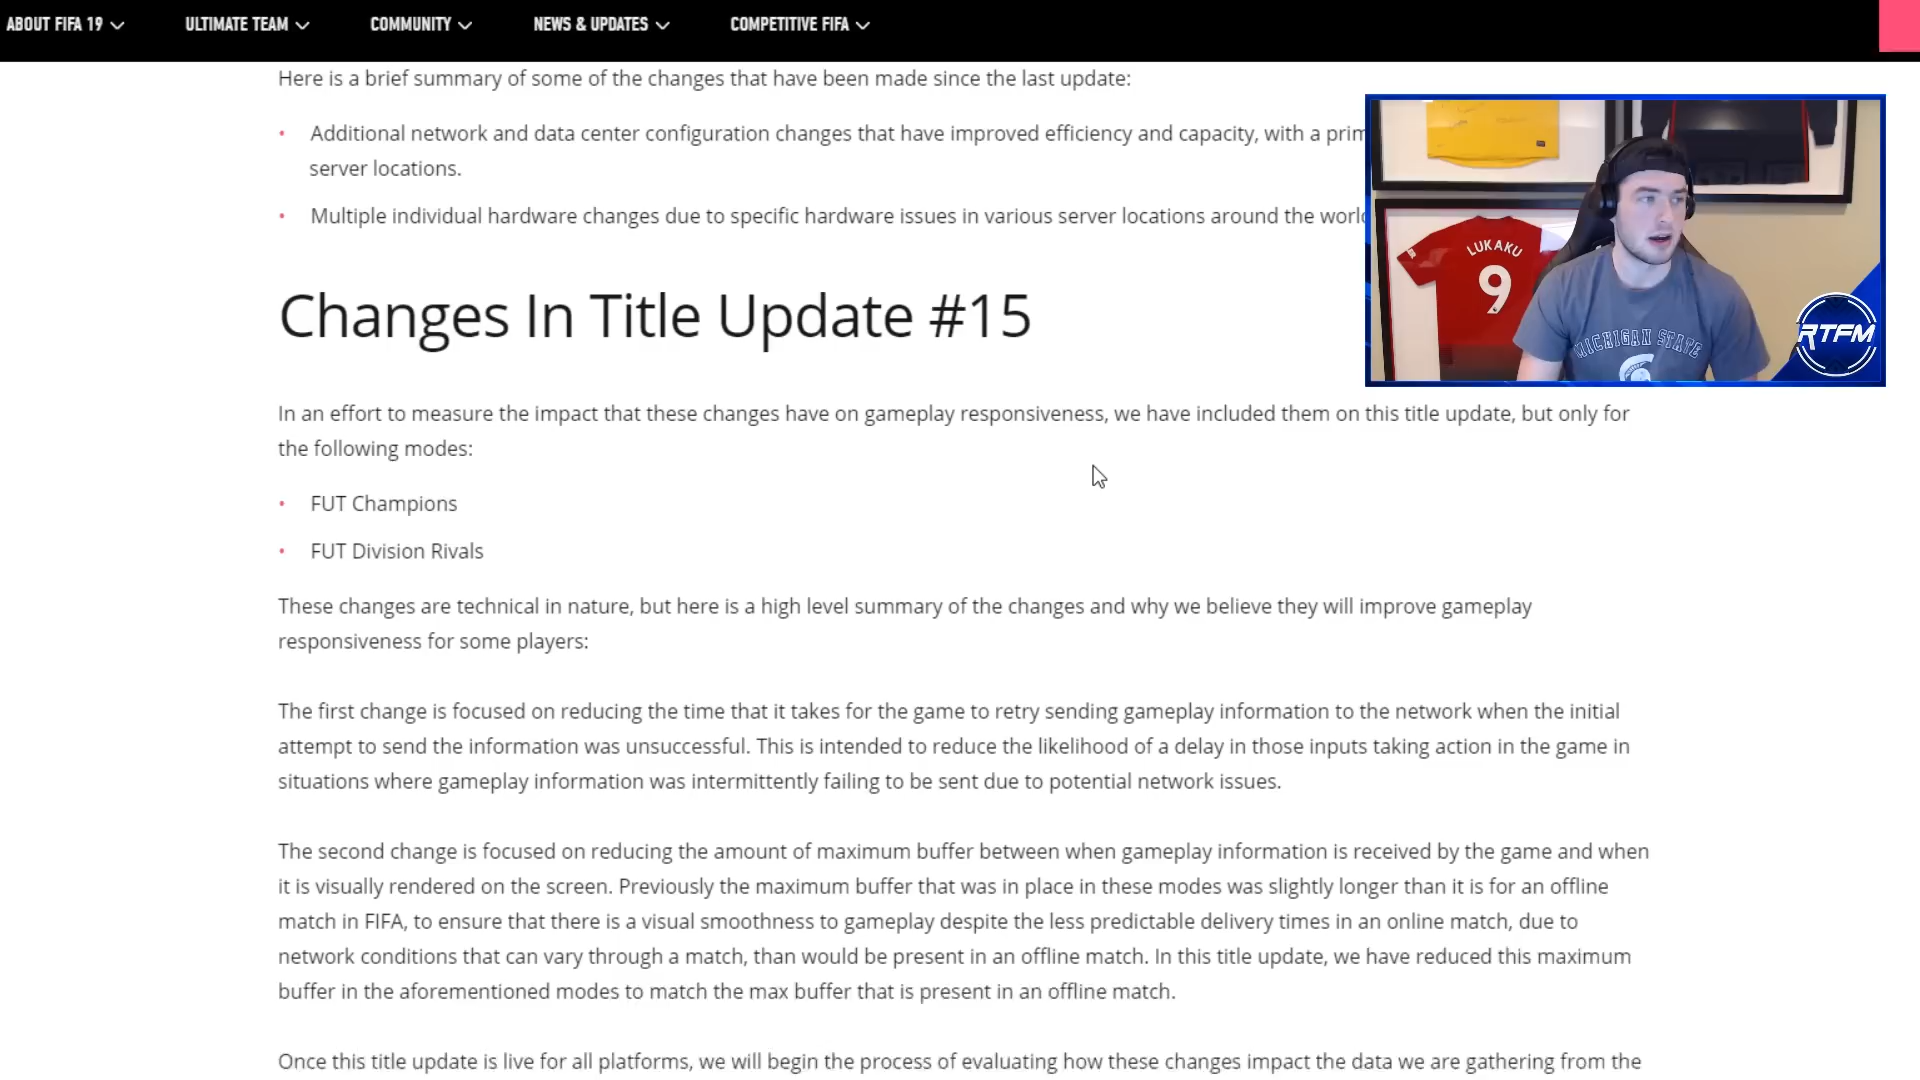 ABOUT FIFA 19 ULTIMATE TEAM COMMUNITY NEWS & UPDATES COMPETITIVE FIFA
Here is a brief summary of some of the changes that have been made since the last update:
• Additional network and data center configuration changes that have improved efficiency and capacity, with a prim
server locations.
• Multiple individual hardware changes due to specific hardware issues in various server locations around the world
LUKAKU
9
MICHIGAN STATE
RTFM
Changes In Title Update #15
In an effort to measure the impact that these changes have on gameplay responsiveness, we have included them on this title update, but only for
the following modes:
• FUT Champions
• FUT Division Rivals
These changes are technical in nature, but here is a high level summary of the changes and why we believe they will improve gameplay
responsiveness for some players:
The first change is focused on reducing the time that it takes for the game to retry sending gameplay information to the network when the initial
attempt to send the information was unsuccessful. This is intended to reduce the likelihood of a delay in those inputs taking action in the game in
situations where gameplay information was intermittently failing to be sent due to potential network issues.
The second change is focused on reducing the amount of maximum buffer between when gameplay information is received by the game and when
it is visually rendered on the screen. Previously the maximum buffer that was in place in these modes was slightly longer than it is for an offline
match in FIFA, to ensure that there is a visual smoothness to gameplay despite the less predictable delivery times in an online match, due to
network conditions that can vary through a match, than would be present in an offline match. In this title update, we have reduced this maximum
buffer in the aforementioned modes to match the max buffer that is present in an offline match.
Once this title update is live for all platforms, we will begin the process of evaluating how these changes impact the data we are gathering from the